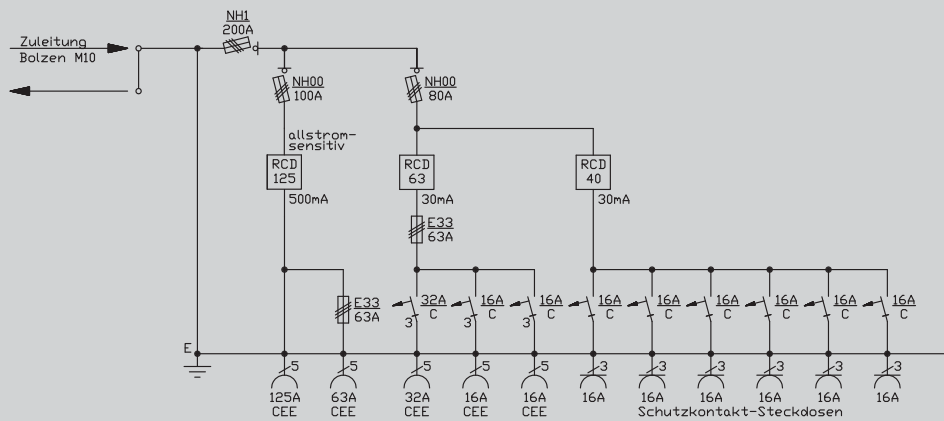 NH1
200A
Zuleitung
Bolzen M10
NH00
100A
NH00
80A
allstrom-
sensitiv
RCD
125
500mA
RCD
63
30mA
RCD
40
30mA
E33
63A
E33
63A
32A
C
3
16A
C
3
16A
C
3
16A
C
16A
C
16A
C
16A
C
16A
C
16A
C
E
5
5
5
5
5
3
3
3
3
3
3
125A
CEE
63A
CEE
32A
CEE
16A
CEE
16A
CEE
16A
16A
16A
16A
16A
16A
Schutzkontakt-Steckdosen